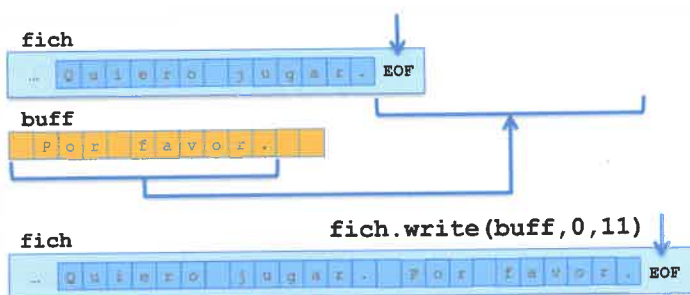 fich
... Quiero jugar. EOF
buff
Por favor.
fich.write(buff,0,11)
fich
... Quiero jugar. Por favor. EOF